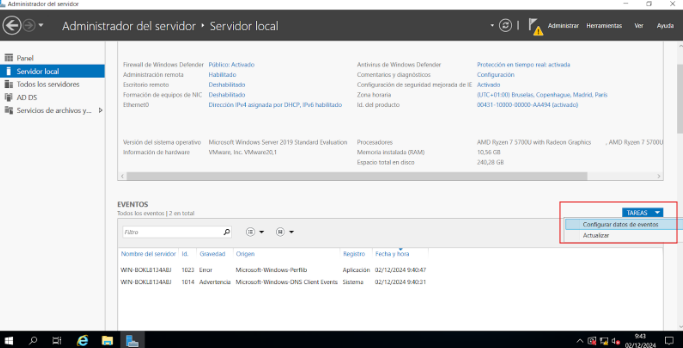 Administrador del servidor
Administrador del servidor • Servidor local
Administrar Herramientas Ver Ayuda
Panel
Servidor local
Todos los servidores
AD DS
Servicios de archivos y...
Firewall de Windows Defender Público: Activado
Administración remota Habilitado
Escritorio remoto Deshabilitado
Formación de equipos de NIC Deshabilitado
Ethernet0 Dirección IPv4 asignada por DHCP, IPv6 habilitado
Antivirus de Windows Defender Protección en tiempo real: activada
Comentarios y diagnósticos Configuración
Configuración de seguridad mejorada de IE Activado
Zona horaria (UTC+01:00) Bruselas, Copenhague, Madrid, París
Id. del producto 00431-10000-00000-AA494 (activado)
Versión del sistema operativo Microsoft Windows Server 2019 Standard Evaluation
Información de hardware VMware, Inc. VMware20,1
Procesadores AMD Ryzen 7 5700U with Radeon Graphics , AMD Ryzen 7 5700U
Memoria instalada (RAM) 10,56 GB
Espacio total en disco 240,28 GB
EVENTOS
Todos los eventos | 2 en total
TAREAS
Configurar datos de eventos
Actualizar
Filtro
Nombre del servidor Id. Gravedad Origen Registro Fecha y hora
1023 Error Microsoft-Windows-Perflib Aplicación 02/12/2024 9:40:47
1014 Advertencia Microsoft-Windows-DNS Client Events Sistema 02/12/2024 9:40:31
9:43
02/12/2024